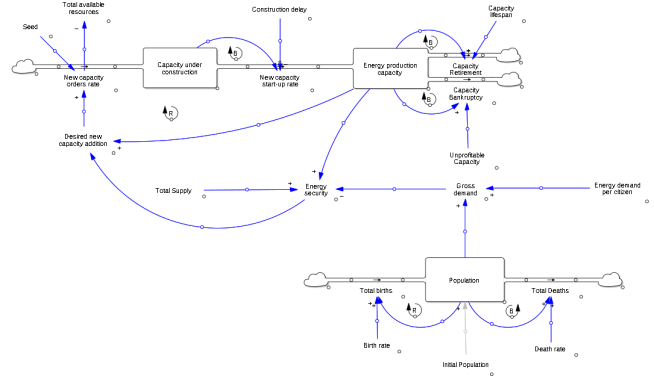 Total available
resources
Construction delay
Capacity
lifespan
Seed
B
B
Capacity under
construction
Energy production
capacity
New capacity
orders rate
New capacity
start-up rate
Capacity
Retirement
Capacity
Bankruptcy
R
B
Desired new
capacity addition
Unprofitable
Capacity
Total Supply
Energy
security
Gross
demand
Energy demand
per citizen
Population
Total births
Total Deaths
R
B
Birth rate
Death rate
Initial Population